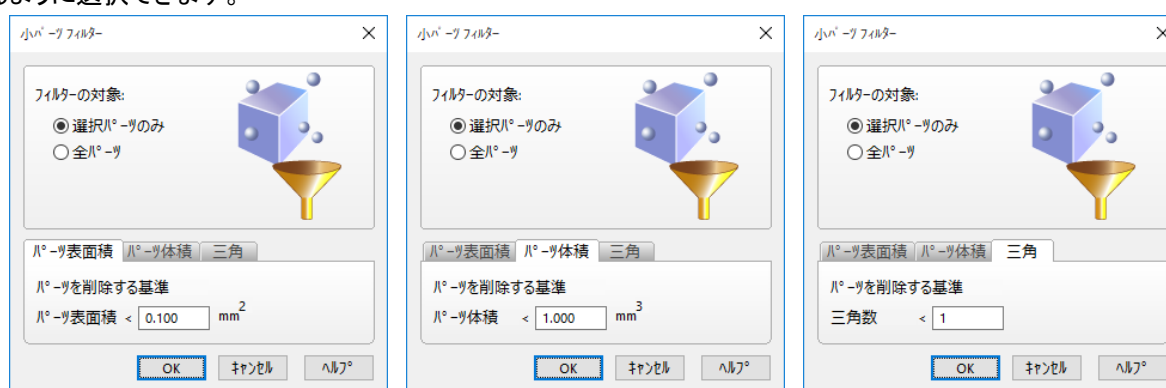 のように選択できます。
小ﾊﾟｰﾂ ﾌｨﾙﾀｰ
ﾌｨﾙﾀｰの対象:
選択ﾊﾟｰﾂのみ
全ﾊﾟｰﾂ
ﾊﾟｰﾂ表面積 ﾊﾟｰﾂ体積 三角
ﾊﾟｰﾂを削除する基準
ﾊﾟｰﾂ表面積 < 0.100 mm2
OK ｷｬﾝｾﾙ ﾍﾙﾌﾟ
小ﾊﾟｰﾂ ﾌｨﾙﾀｰ
ﾌｨﾙﾀｰの対象:
選択ﾊﾟｰﾂのみ
全ﾊﾟｰﾂ
ﾊﾟｰﾂ表面積 ﾊﾟｰﾂ体積 三角
ﾊﾟｰﾂを削除する基準
ﾊﾟｰﾂ体積 < 1.000 mm3
OK ｷｬﾝｾﾙ ﾍﾙﾌﾟ
小ﾊﾟｰﾂ ﾌｨﾙﾀｰ
ﾌｨﾙﾀｰの対象:
選択ﾊﾟｰﾂのみ
全ﾊﾟｰﾂ
ﾊﾟｰﾂ表面積 ﾊﾟｰﾂ体積 三角
ﾊﾟｰﾂを削除する基準
三角数 < 1
OK ｷｬﾝｾﾙ ﾍﾙﾌﾟ